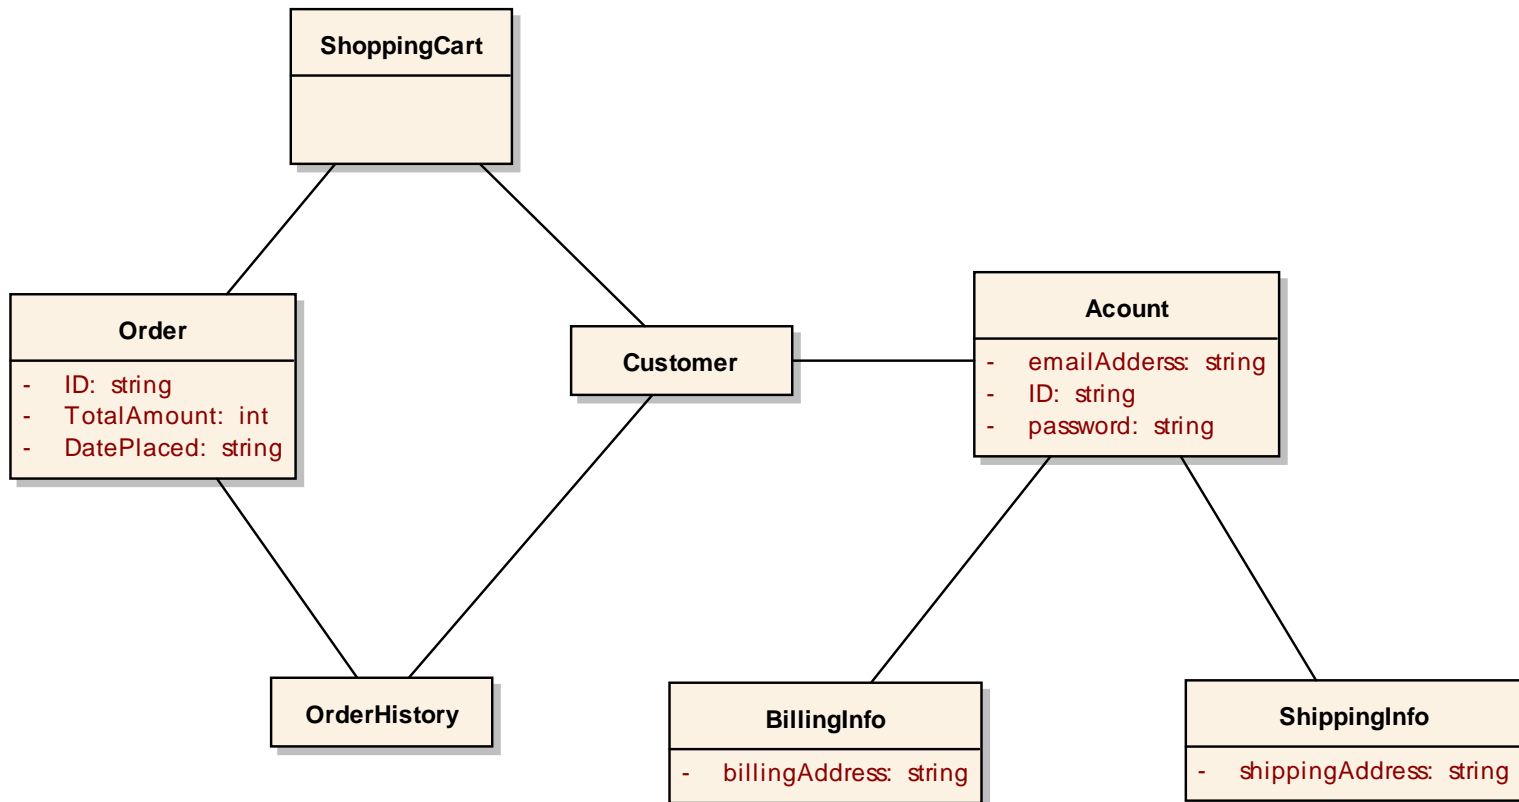 ShoppingCart
Order
- ID: string
- TotalAmount: int
- DatePlaced: string
Customer
Acount
- emailAdderss: string
- ID: string
- password: string
OrderHistory
BillingInfo
- billingAddress: string
ShippingInfo
- shippingAddress: string